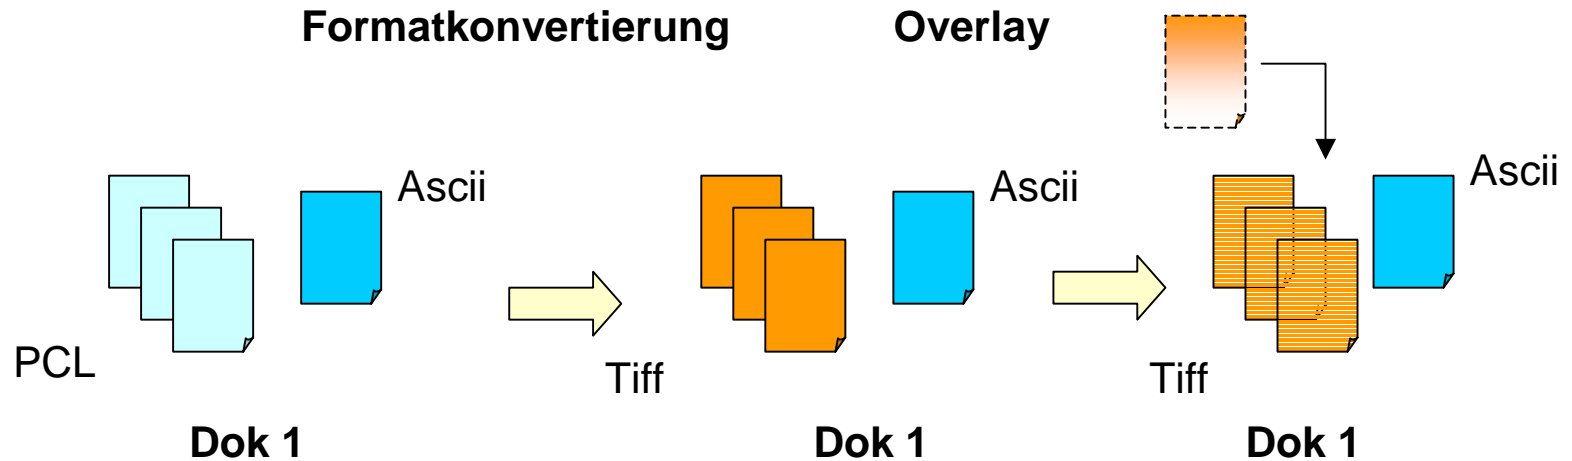 Formatkonvertierung
Overlay
Ascii
Ascii
Ascii
PCL
Tiff
Tiff
Dok 1
Dok 1
Dok 1